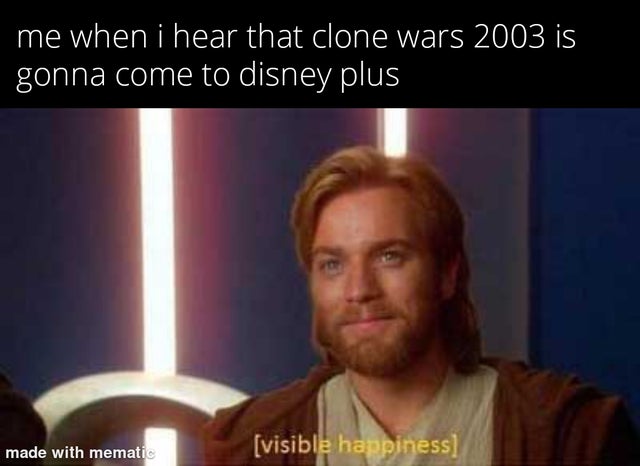 me when i hear that clone wars 2003 is
gonna come to disney plus
[visible happiness]
made with mematic